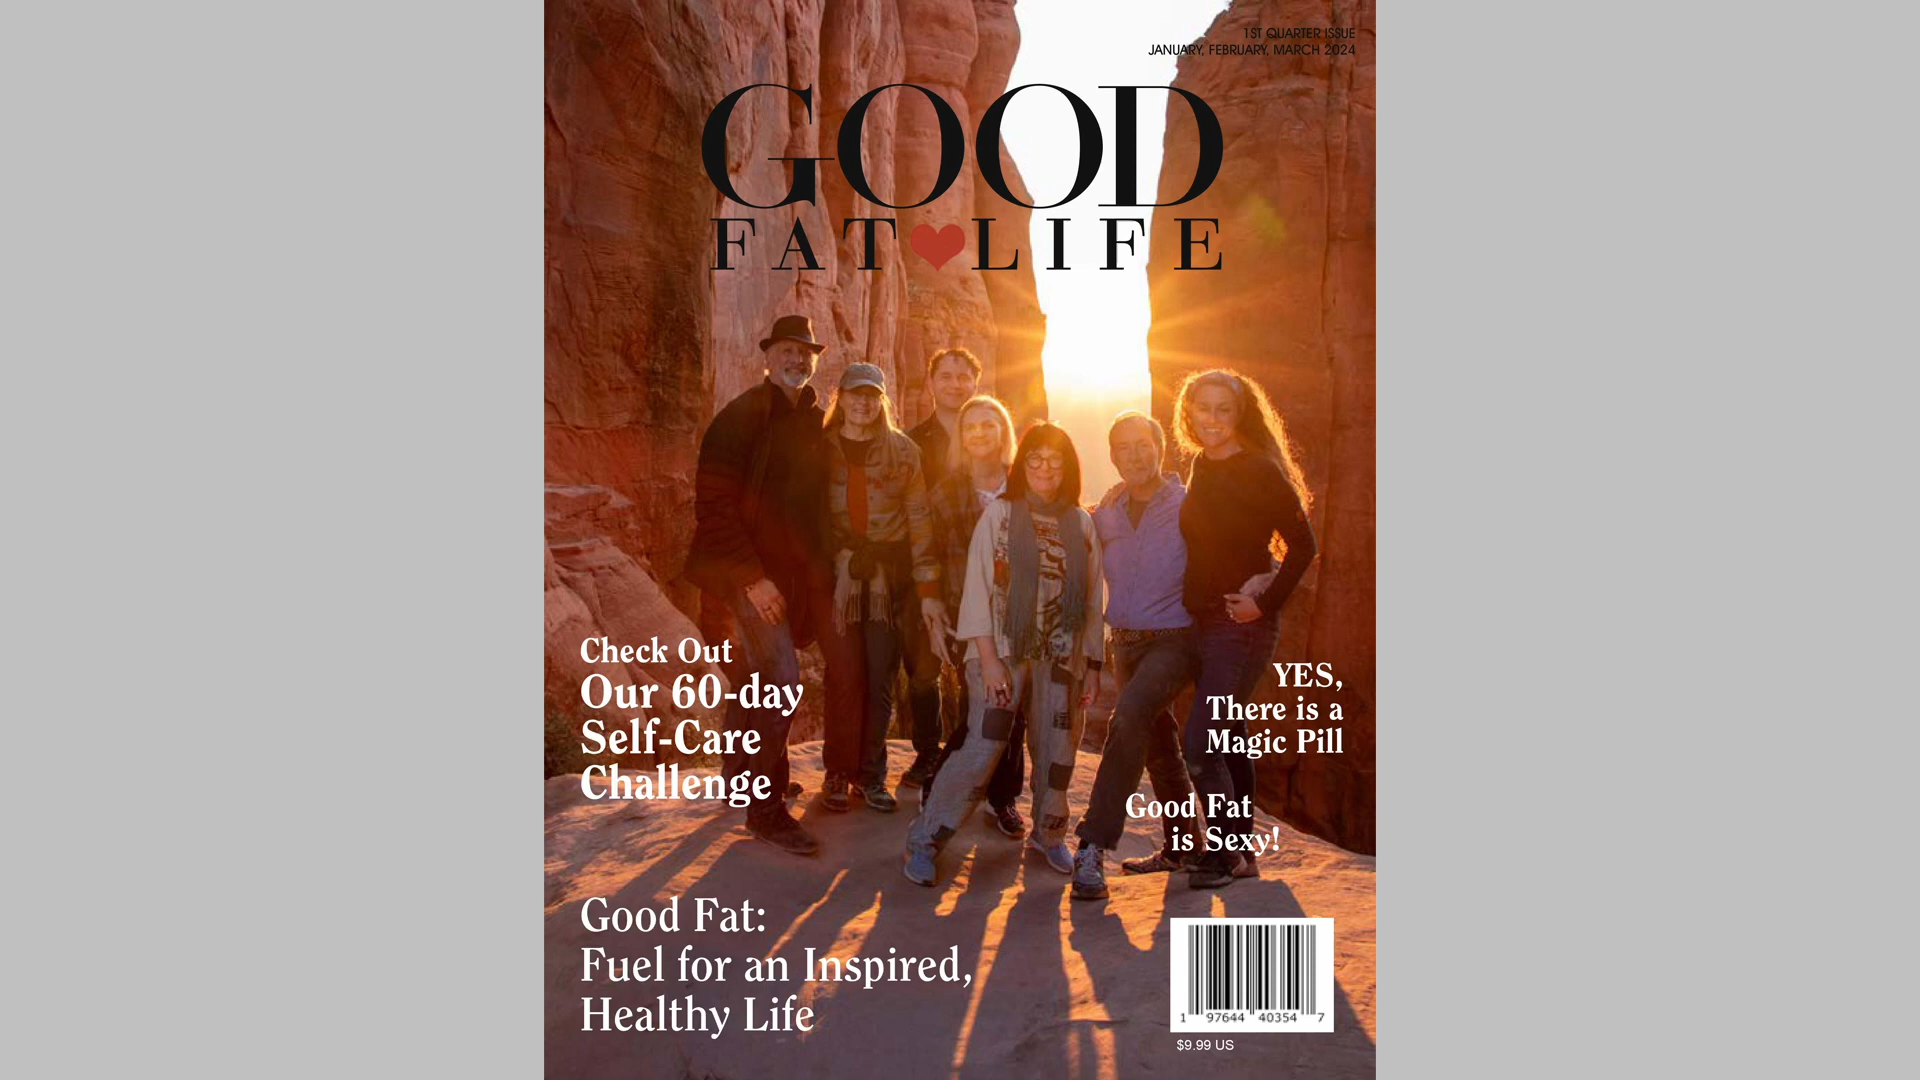 1ST QUARTER ISSUE
JANUARY, FEBRUARY, MARCH 2024
GOOD
FAT LIFE
Check Out
Our 60-day
Self-Care
Challenge
YES,
There is a
Magic Pill
Good Fat
is Sexy!
Good Fat:
Fuel for an Inspired,
Healthy Life
1 97644 40354 7
$9.99 US